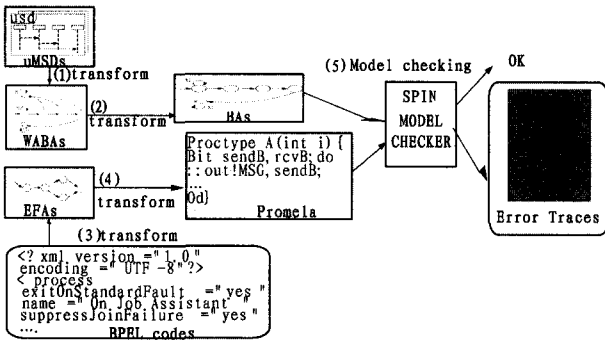 usd
uMSDs
(1)transform
WABAs
(2)
transform
BAs
(5)Model checking
OK
SPIN
MODEL
CHECKER
Error Traces
EFAs
(4)
transform
Proctype A(int i) {
Bit sendB, rcvB; do
::out!MSG, sendB;
...
Od}
Promela
(3)transform
<? xml version ="1.0"
encoding =" UTF -8"?>
< process
exitOnStandardFault ="yes "
name =" On Job Assistant "
suppressJoinFailure ="yes "
....
BPEL codes